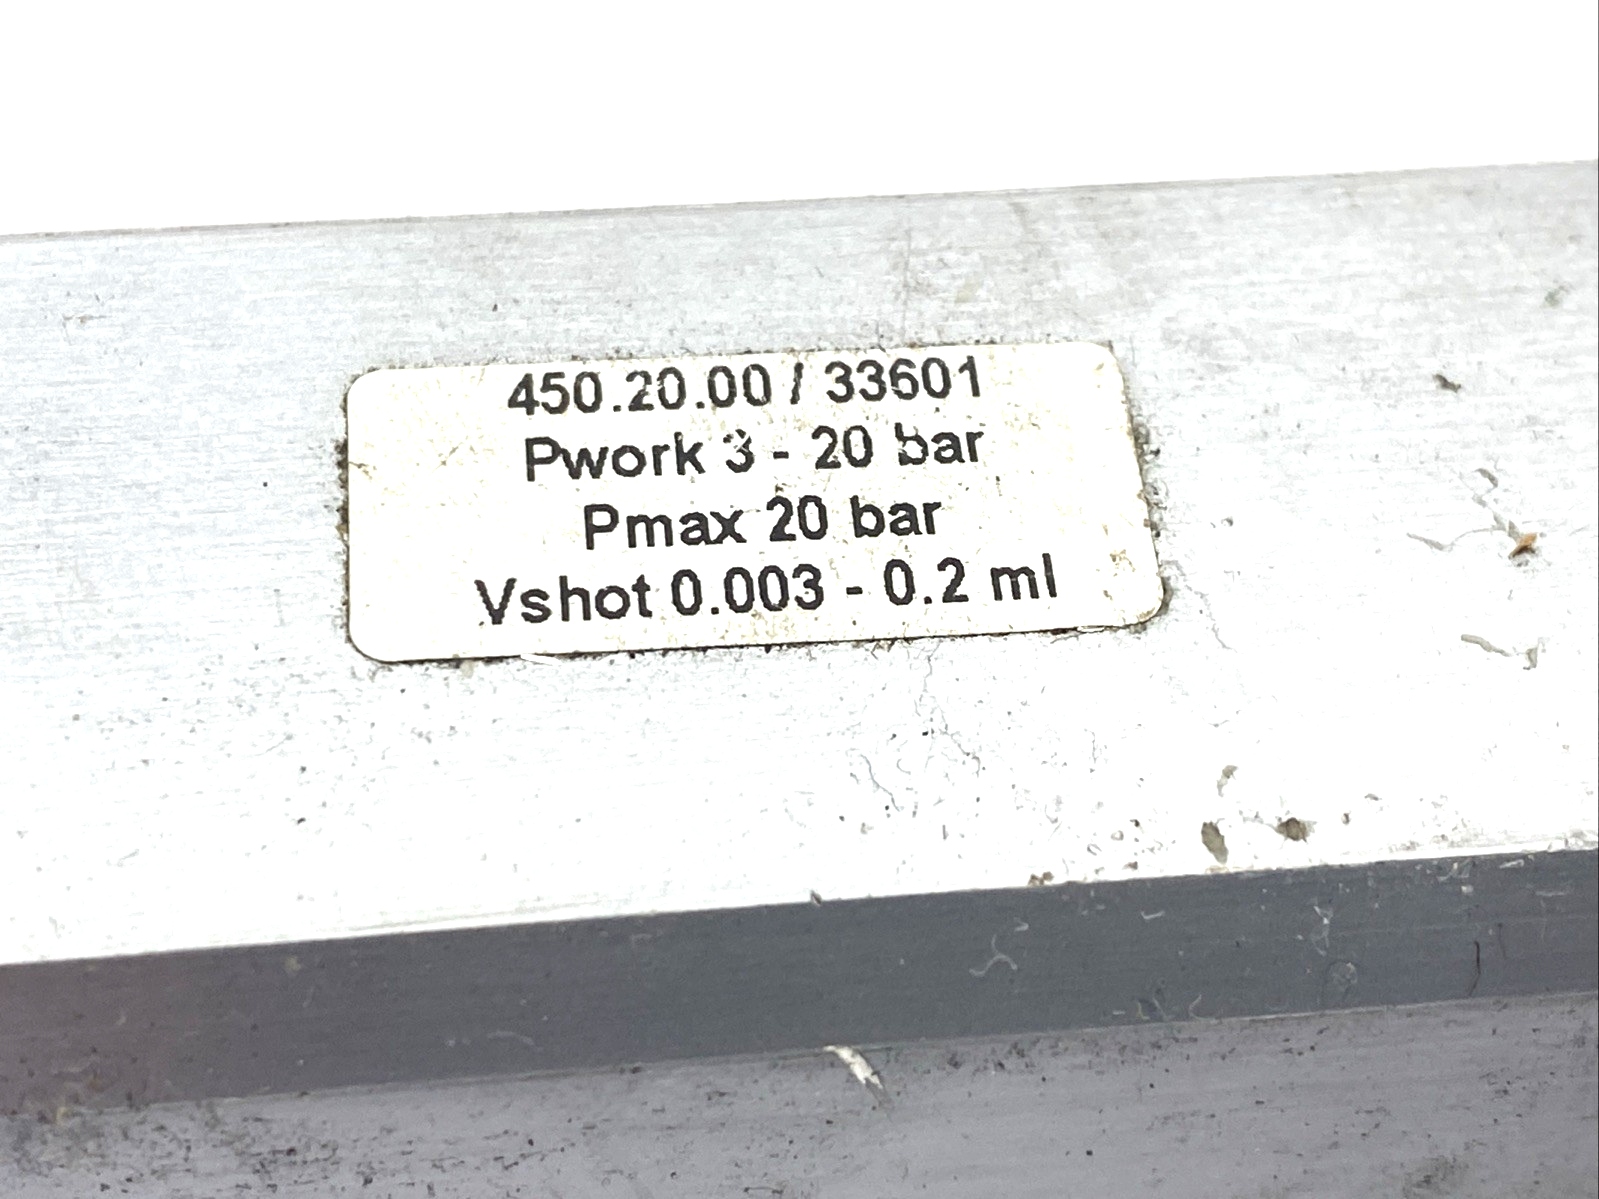 450.20.00 / 33601
Pwork 3 - 20 bar
Pmax 20 bar
Vshot 0.003 - 0.2 ml